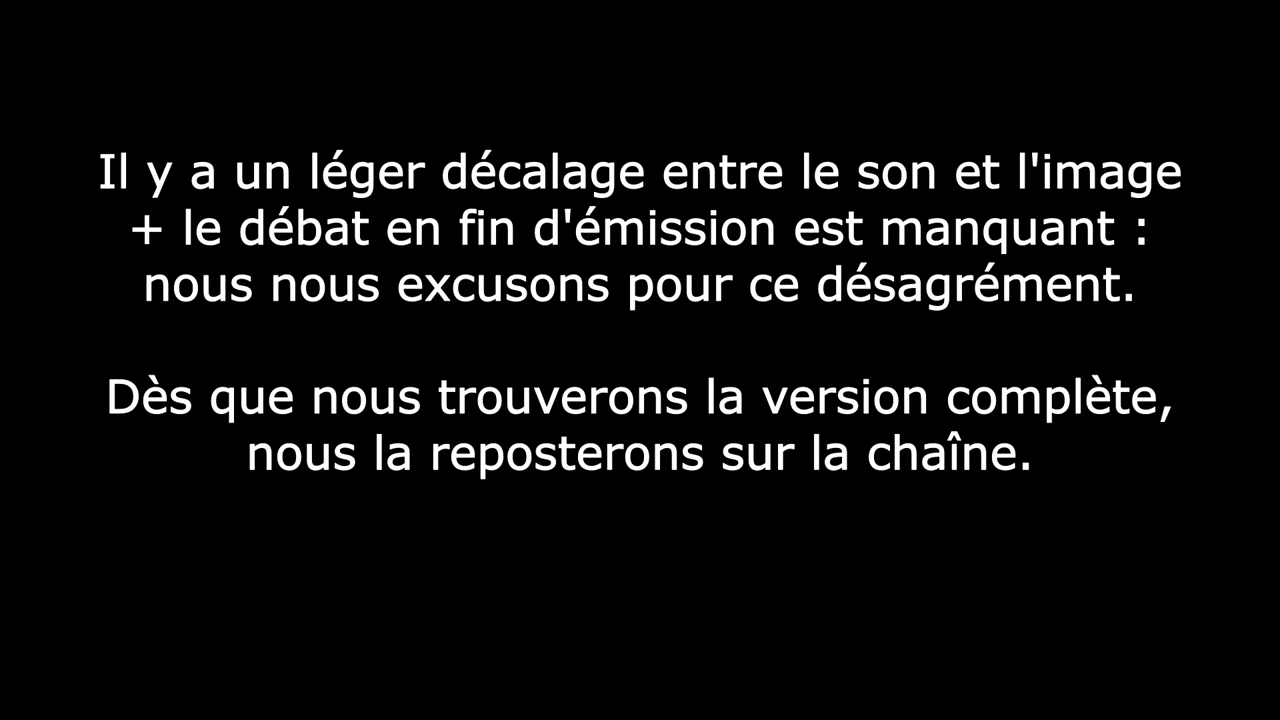 Il y a un léger décalage entre le son et l'image
+ le débat en fin d'émission est manquant :
nous nous excusons pour ce désagrément.
Dès que nous trouverons la version complète,
nous la reposterons sur la chaîne.